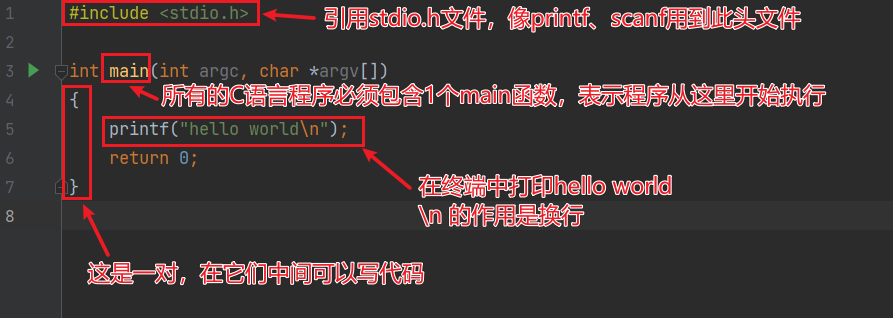 1 #include <stdio.h>
引用stdio.h文件，像printf、scanf用到此头文件
2
3 int main(int argc, char *argv[])
所有的C语言程序必须包含1个main函数，表示程序从这里开始执行
4 {
5 printf("hello world\n");
6 return 0;
在终端中打印hello world
7 }
\n 的作用是换行
8
这是一对，在它们中间可以写代码